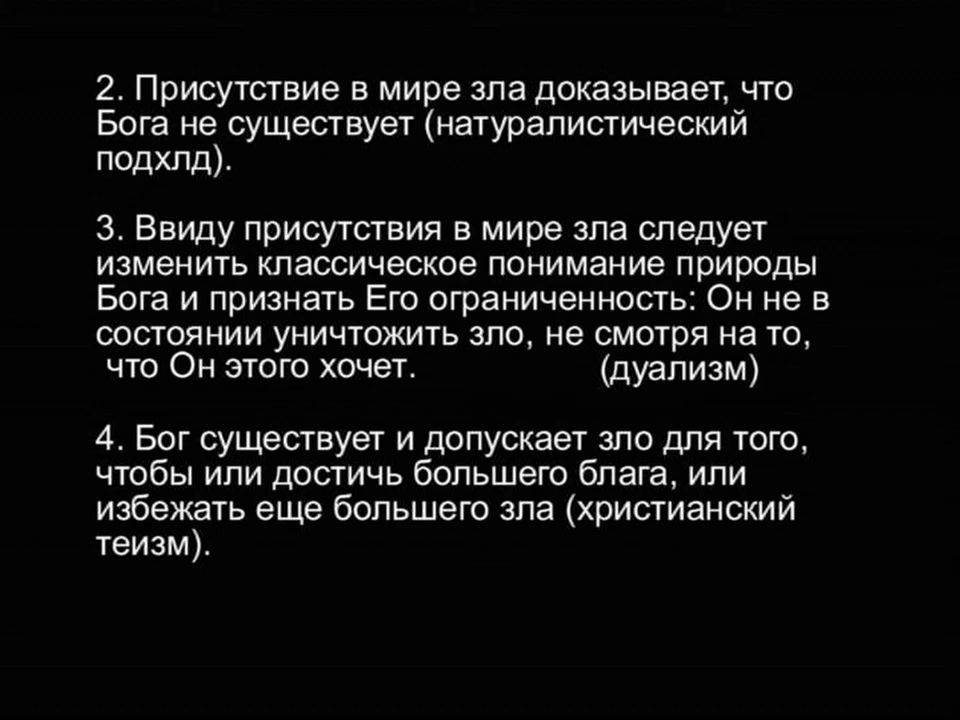 2. Присутствие в мире зла доказывает, что
Бога не существует (натуралистический
подхлд).
3. Ввиду присутствия в мире зла следует
изменить классическое понимание природы
Бога и признать Его ограниченность: Он не в
состоянии уничтожить зло, не смотря на то,
что Он этого хочет. (дуализм)
4. Бог существует и допускает зло для того,
чтобы или достичь большего блага, или
избежать еще большего зла (христианский
теизм).